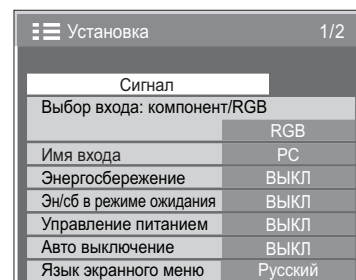 Установка 1/2
Сигнал
Выбор входа: компонент/RGB
RGB
Имя входа PC
Энергосбережение ВЫКЛ
Эн/сб в режиме ожидания ВЫКЛ
Управление питанием ВЫКЛ
Авто выключение ВЫКЛ
Язык экранного меню Русский